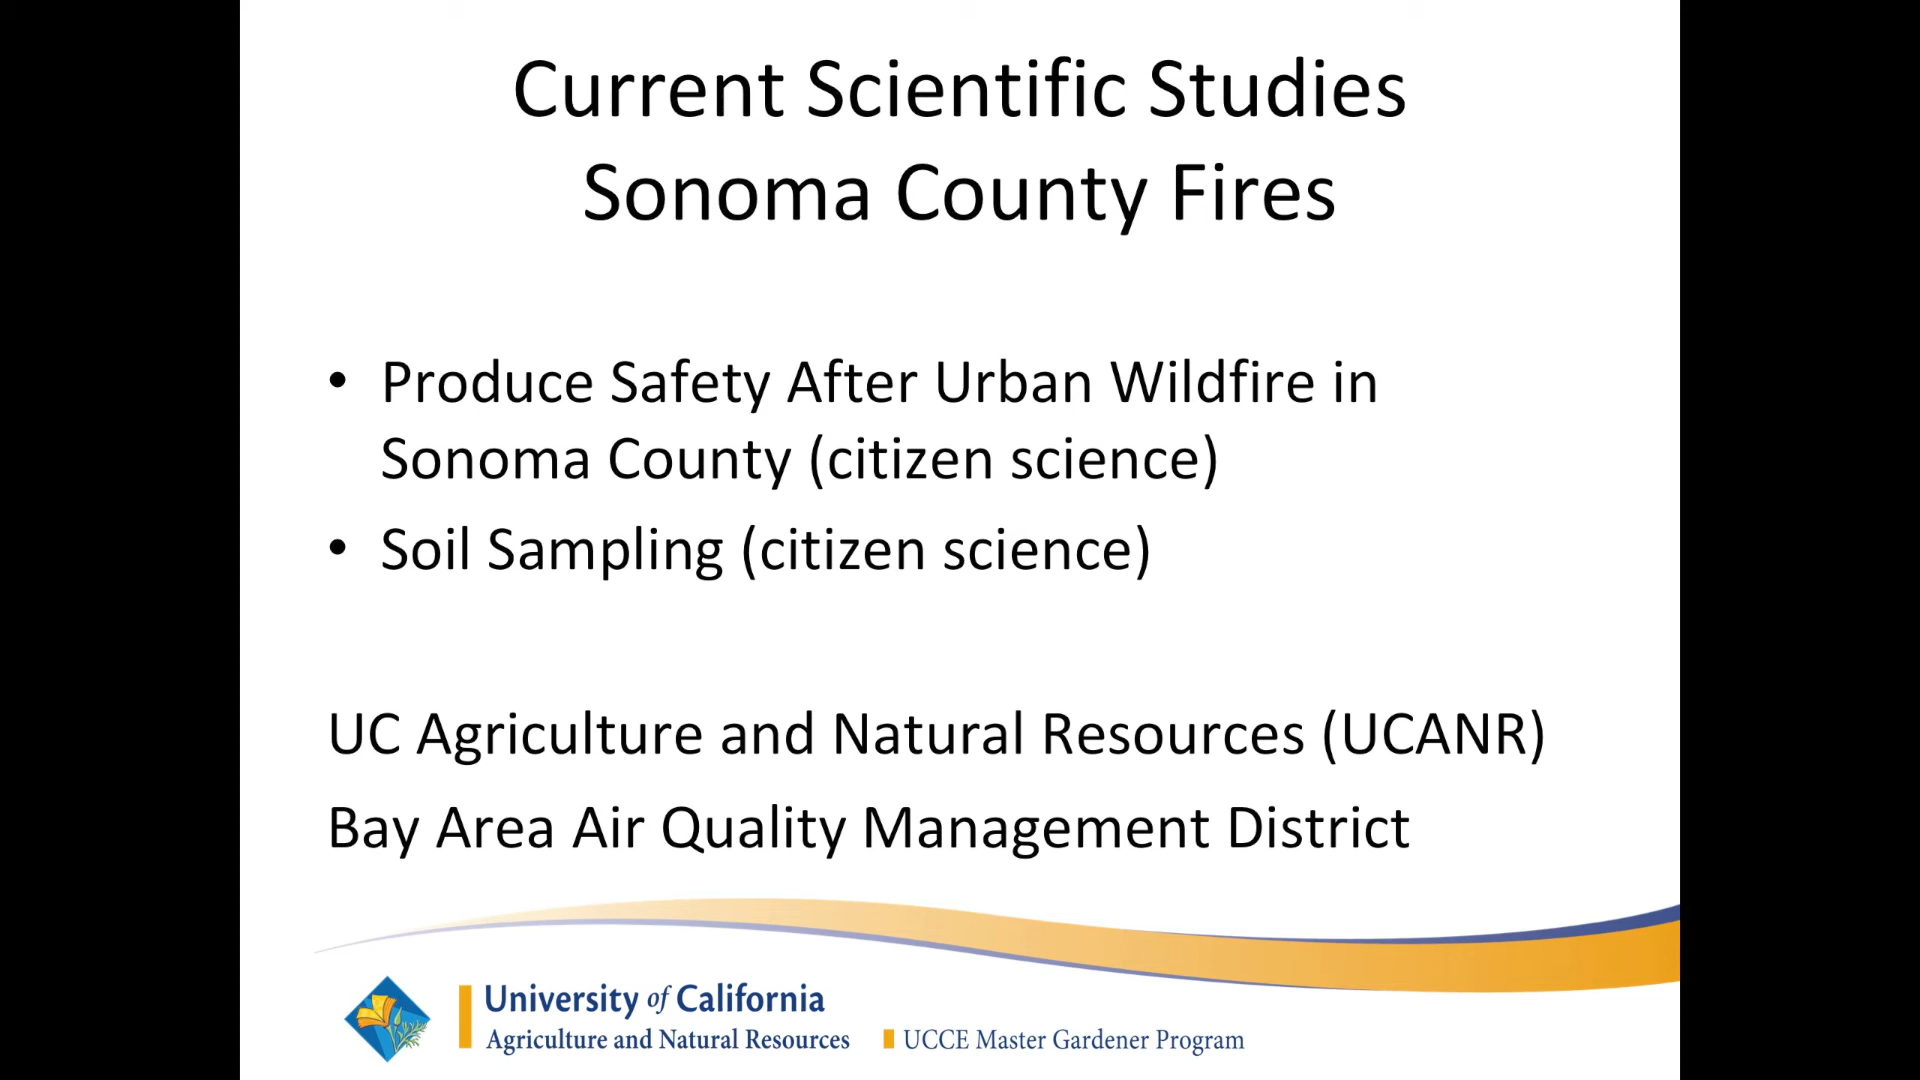 Current Scientific Studies
Sonoma County Fires
• Produce Safety After Urban Wildfire in
Sonoma County (citizen science)
• Soil Sampling (citizen science)
UC Agriculture and Natural Resources (UCANR)
Bay Area Air Quality Management District
University of California
Agriculture and Natural Resources
UCCE Master Gardener Program